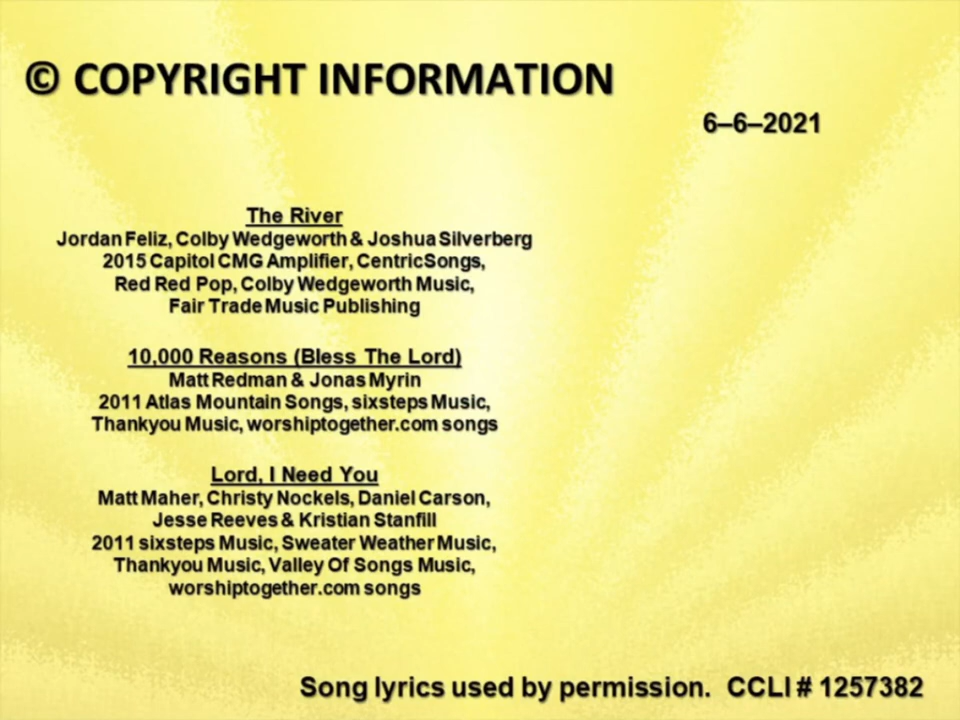 © COPYRIGHT INFORMATION
6–6–2021
The River
Jordan Feliz, Colby Wedgeworth & Joshua Silverberg
2015 Capitol CMG Amplifier, CentricSongs,
Red Red Pop, Colby Wedgeworth Music,
Fair Trade Music Publishing
10,000 Reasons (Bless The Lord)
Matt Redman & Jonas Myrin
2011 Atlas Mountain Songs, sixsteps Music,
Thankyou Music, worshiptogether.com songs
Lord, I Need You
Matt Maher, Christy Nockels, Daniel Carson,
Jesse Reeves & Kristian Stanfill
2011 sixsteps Music, Sweater Weather Music,
Thankyou Music, Valley Of Songs Music,
worshiptogether.com songs
Song lyrics used by permission. CCLI # 1257382